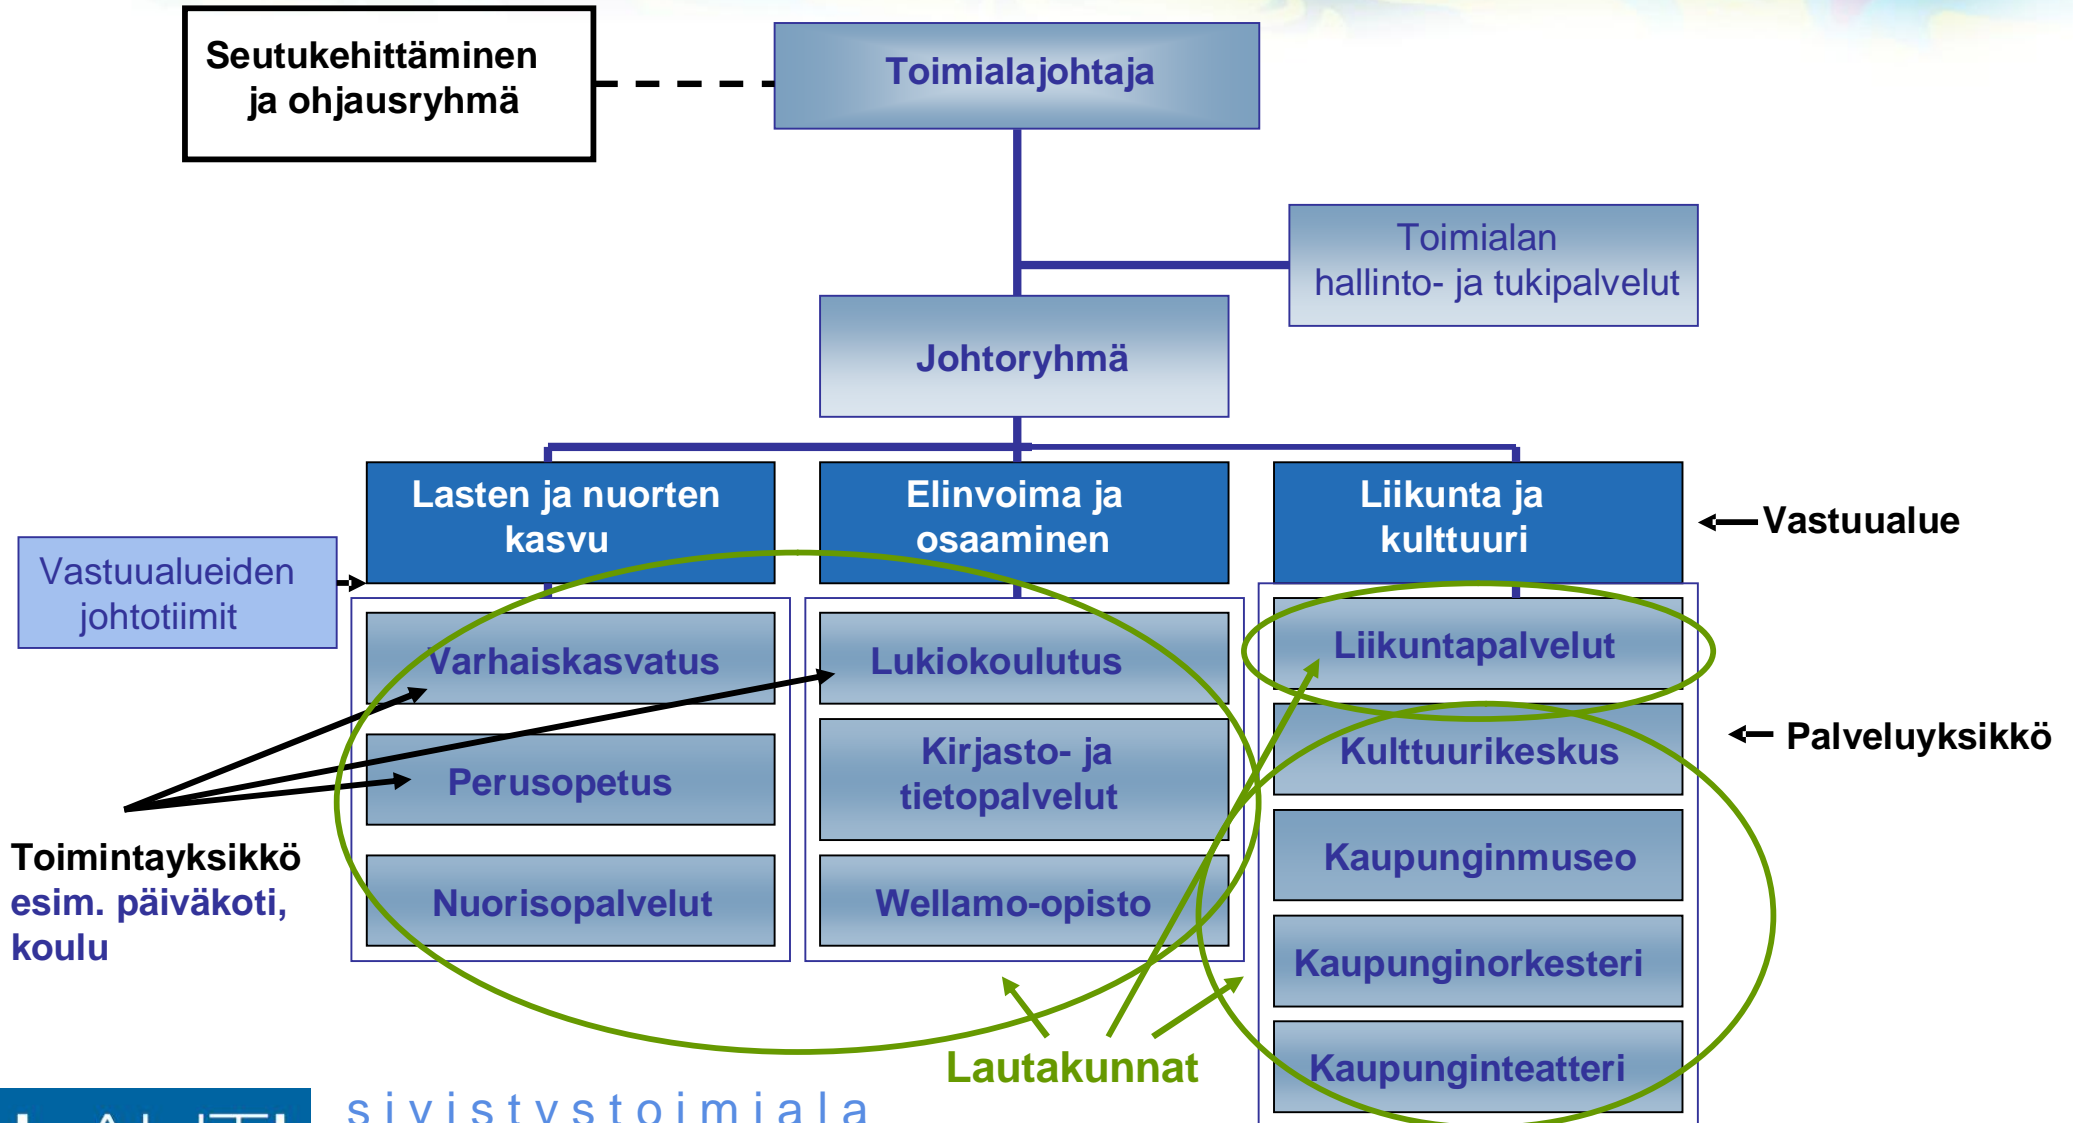 Seutukehittäminen
ja ohjausryhmä
Toimialajohtaja
Toimialan
hallinto- ja tukipalvelut
Johtoryhmä
Lasten ja nuorten
kasvu
Elinvoima ja
osaaminen
Liikunta ja
kulttuuri
Vastuualue
Vastuualueiden
johtotiimit
Varhaiskasvatus
Perusopetus
Nuorisopalvelut
Lukiokoulutus
Kirjasto- ja
tietopalvelut
Wellamo-opisto
Liikuntapalvelut
Kulttuurikeskus
Kaupunginmuseo
Kaupunginorkesteri
Kaupunginteatteri
Palveluyksikkö
Toimintayksikkö
esim. päiväkoti,
koulu
Lautakunnat
LAHTI
sivistystoimiala